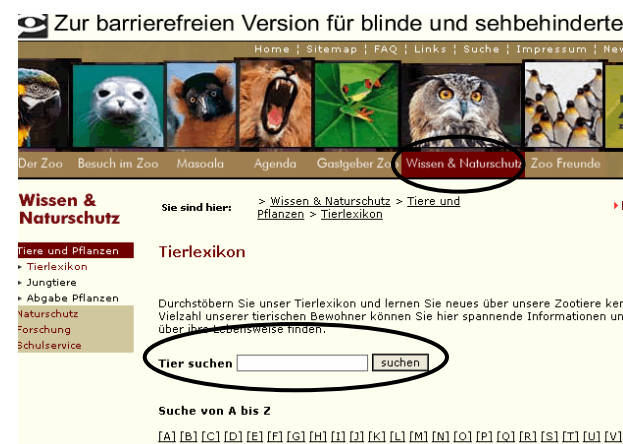 Zur barrierefreien Version für blinde und sehbehinderte
Home ¦ Sitemap ¦ FAQ ¦ Links ¦ Suche ¦ Impressum ¦ New
Der Zoo Besuch im Zoo Masoala Agenda Gastgeber Zoo Wissen & Naturschutz Zoo Freunde
Wissen &
Naturschutz
Sie sind hier: > Wissen & Naturschutz > Tiere und
Pflanzen > Tierlexikon
Tiere und Pflanzen
Tierlexikon
Jungtiere
Abgabe Pflanzen
Naturschutz
Forschung
Schulservice
Tierlexikon
Durchstöbern Sie unser Tierlexikon und lernen Sie neues über unsere Zootiere ken
Vielzahl unserer tierischen Bewohner können Sie hier spannende Informationen un
über ihre Lebensweise finden.
Tier suchen suchen
Suche von A bis Z
[A] [B] [C] [D] [E] [F] [G] [H] [I] [J] [K] [L] [M] [N] [O] [P] [Q] [R] [S] [T] [U] [V]